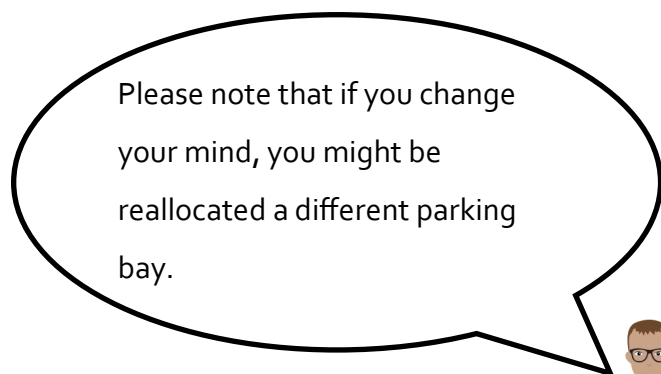 Please note that if you change
your mind, you might be
reallocated a different parking
bay.